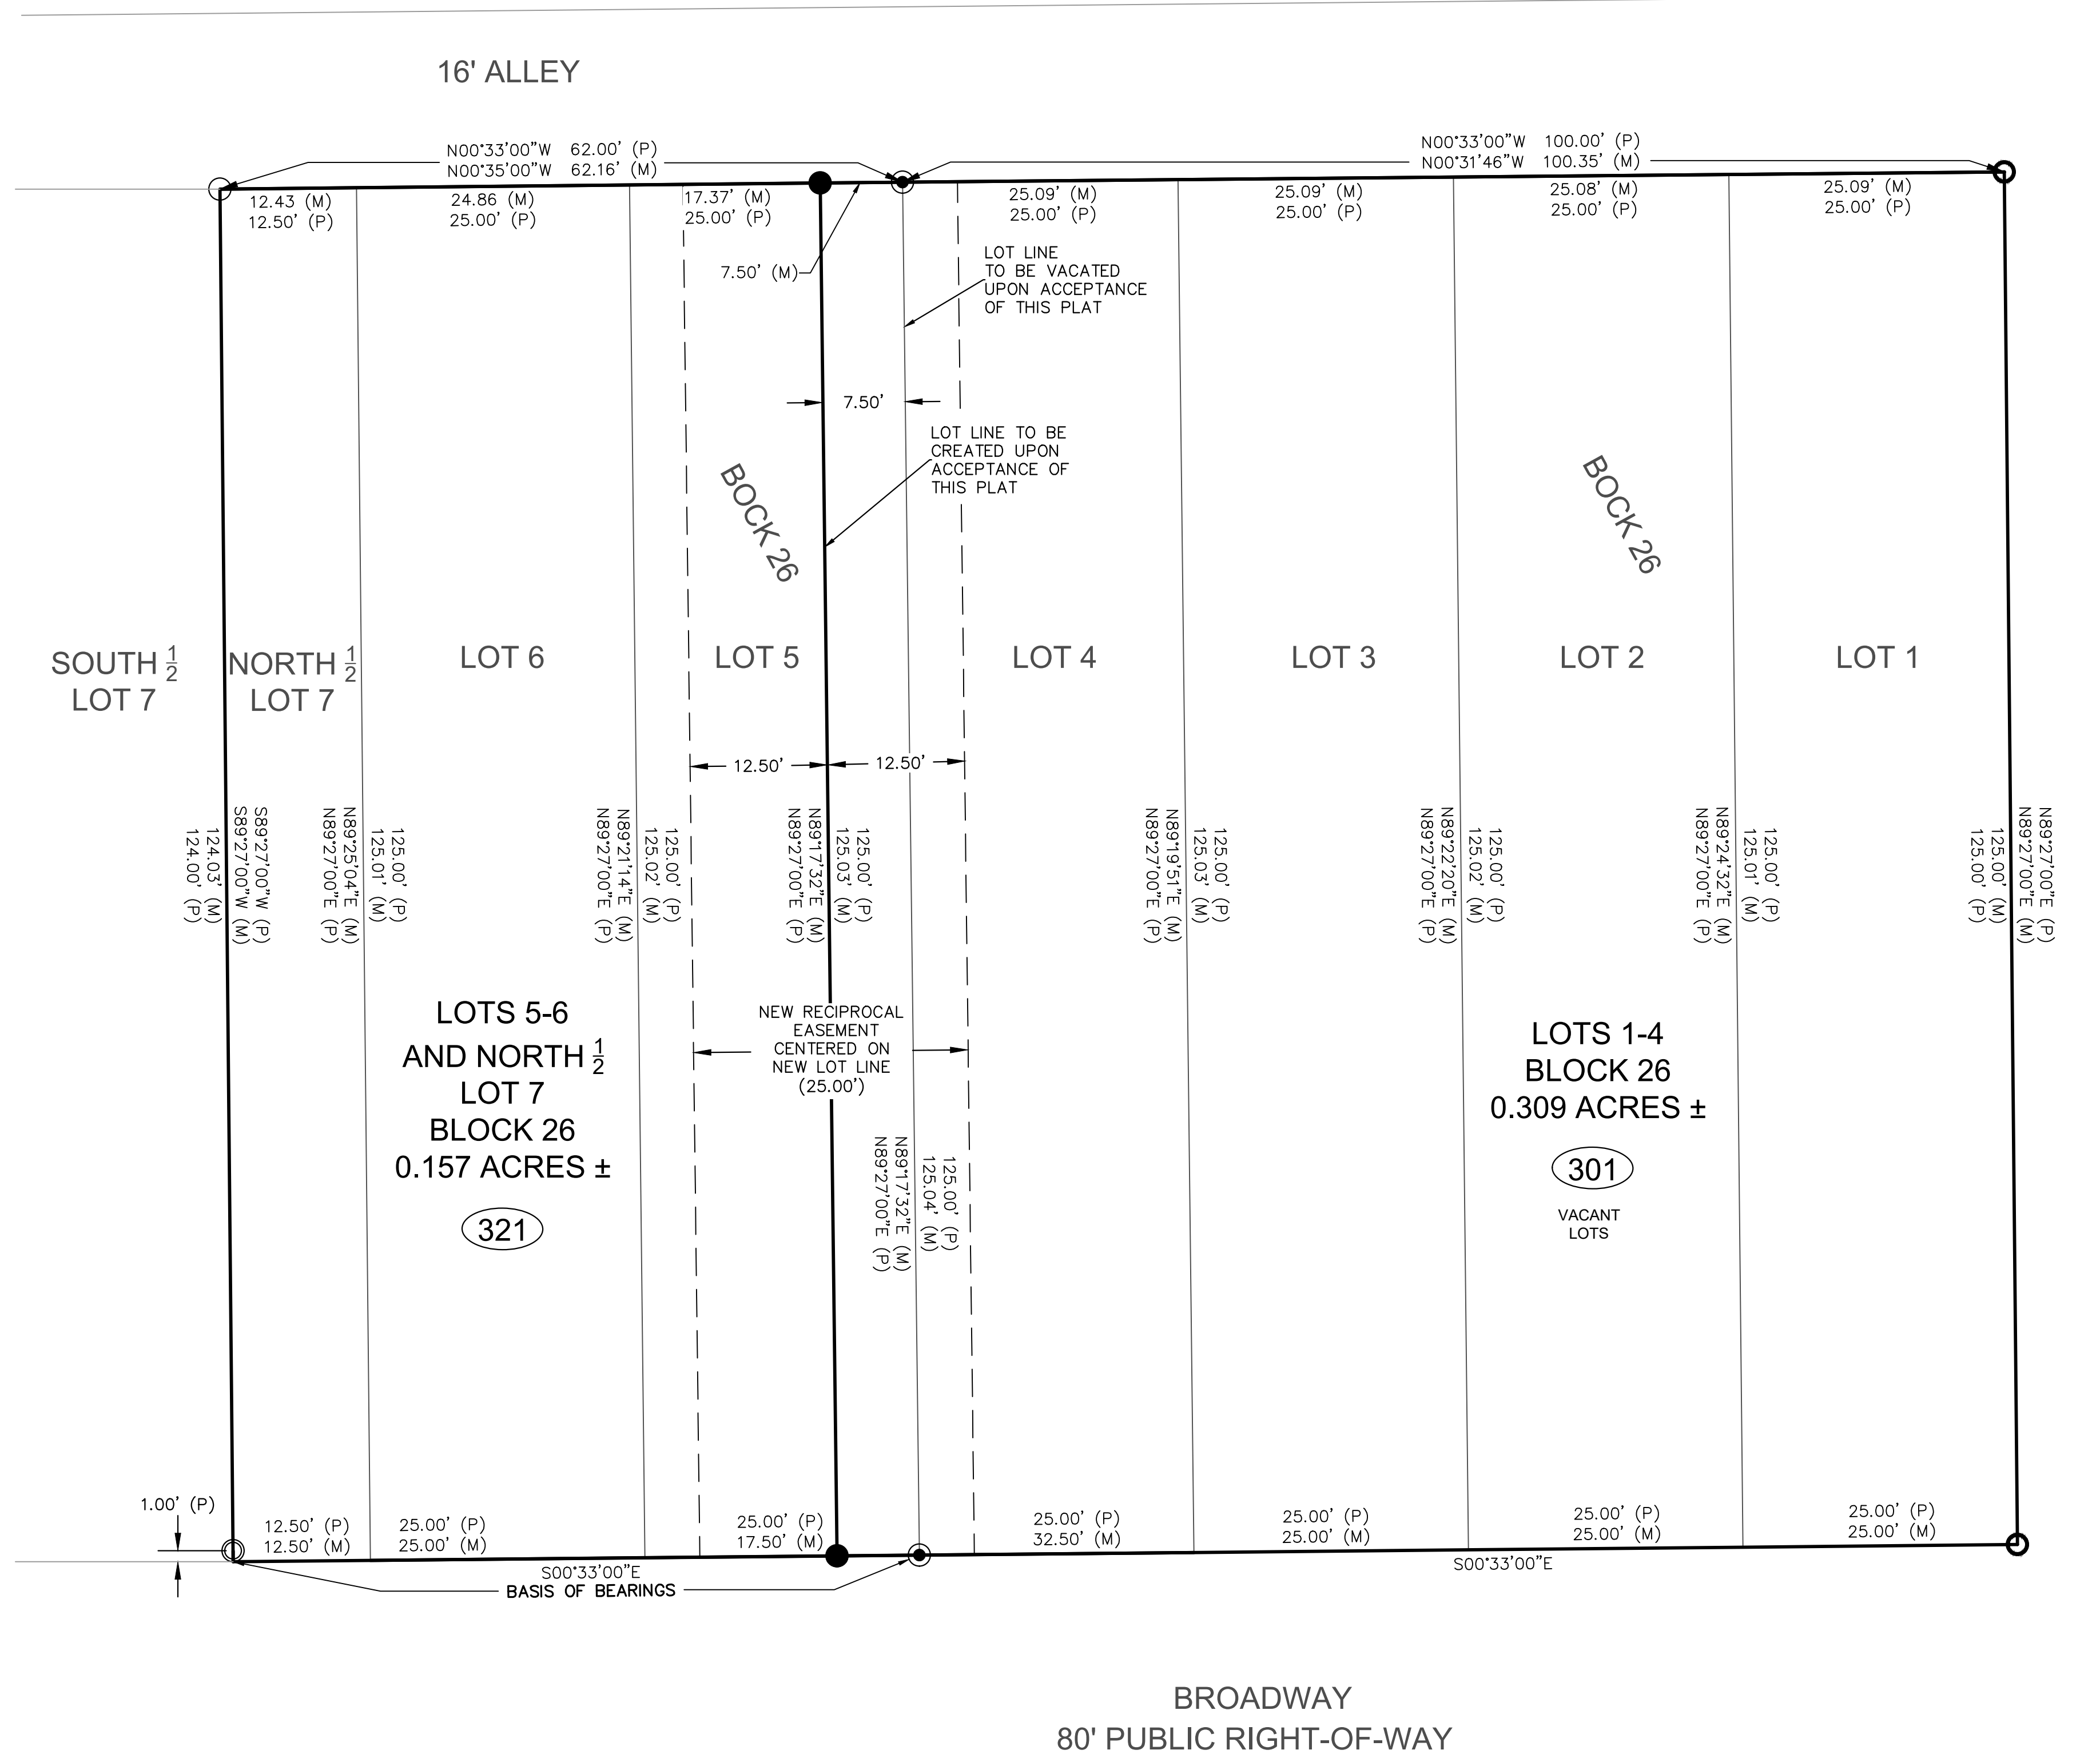 16' ALLEY
N00°33'00"W 62.00' (P)
N00°35'00"W 62.16' (M)
N00°33'00"W 100.00' (P)
N00°31'46"W 100.35' (M)
12.43 (M)
12.50' (P)
24.86 (M)
25.00' (P)
17.37' (M)
25.00' (P)
25.09' (M)
25.00' (P)
25.09' (M)
25.00' (P)
25.08' (M)
25.00' (P)
25.09' (M)
25.00' (P)
7.50' (M)
LOT LINE
TO BE VACATED
UPON ACCEPTANCE
OF THIS PLAT
7.50'
LOT LINE TO BE
CREATED UPON
ACCEPTANCE OF
THIS PLAT
BOCK 26
BOCK 26
SOUTH 1/2
LOT 7
NORTH 1/2
LOT 7
LOT 6
LOT 5
LOT 4
LOT 3
LOT 2
LOT 1
12.50'
12.50'
124.03' (M)
124.00' (P)
S89°27'00"W (P)
S89°27'00"W (M)
N89°25'04"E (M)
N89°27'00"E (P)
125.00' (P)
125.01' (M)
N89°21'14"E (M)
N89°27'00"E (P)
125.00' (P)
125.02' (M)
N89°17'32"E (M)
N89°27'00"E (P)
125.00' (P)
125.03' (M)
N89°19'51"E (M)
N89°27'00"E (P)
125.00' (P)
125.03' (M)
N89°22'20"E (M)
N89°27'00"E (P)
125.00' (P)
125.02' (M)
N89°24'32"E (M)
N89°27'00"E (P)
125.00' (P)
125.01' (M)
125.00' (M)
125.00' (P)
N89°27'00"E (P)
N89°27'00"E (M)
LOTS 5-6
AND NORTH 1/2
LOT 7
BLOCK 26
0.157 ACRES ±
321
NEW RECIPROCAL
EASEMENT
CENTERED ON
NEW LOT LINE
(25.00')
LOTS 1-4
BLOCK 26
0.309 ACRES ±
301
VACANT
LOTS
N89°17'32"E (M)
N89°27'00"E (P)
125.00' (P)
125.04' (M)
1.00' (P)
12.50' (P)
12.50' (M)
25.00' (P)
25.00' (M)
25.00' (P)
17.50' (M)
25.00' (P)
32.50' (M)
25.00' (P)
25.00' (M)
25.00' (P)
25.00' (M)
25.00' (P)
25.00' (M)
S00°33'00"E
BASIS OF BEARINGS
S00°33'00"E
BROADWAY
80' PUBLIC RIGHT-OF-WAY